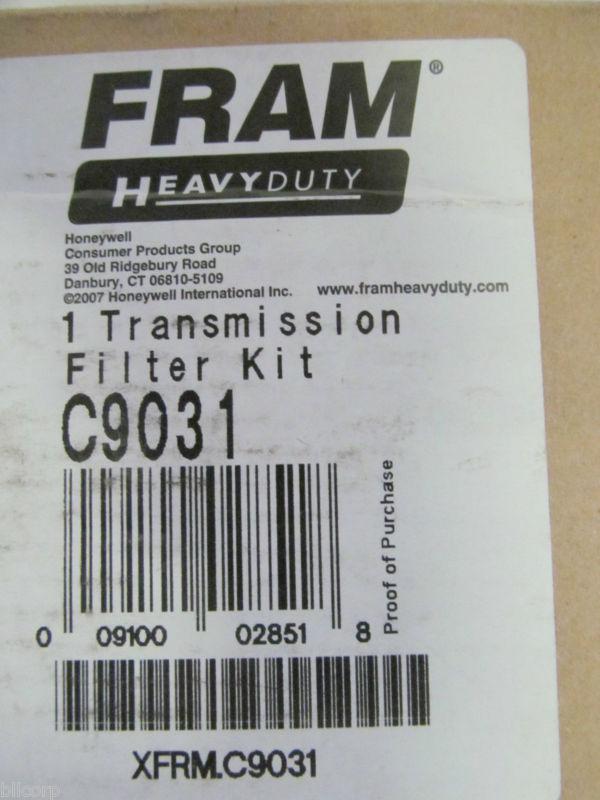 FRAM®
HEAVYDUTY
Honeywell
Consumer Products Group
39 Old Ridgebury Road
Danbury, CT 06810-5109
©2007 Honeywell International Inc. www.framheavyduty.com
1 Transmission
Filter Kit
C9031
Proof of Purchase
0 09100 02851 8
XFRM.C9031
bllcorp